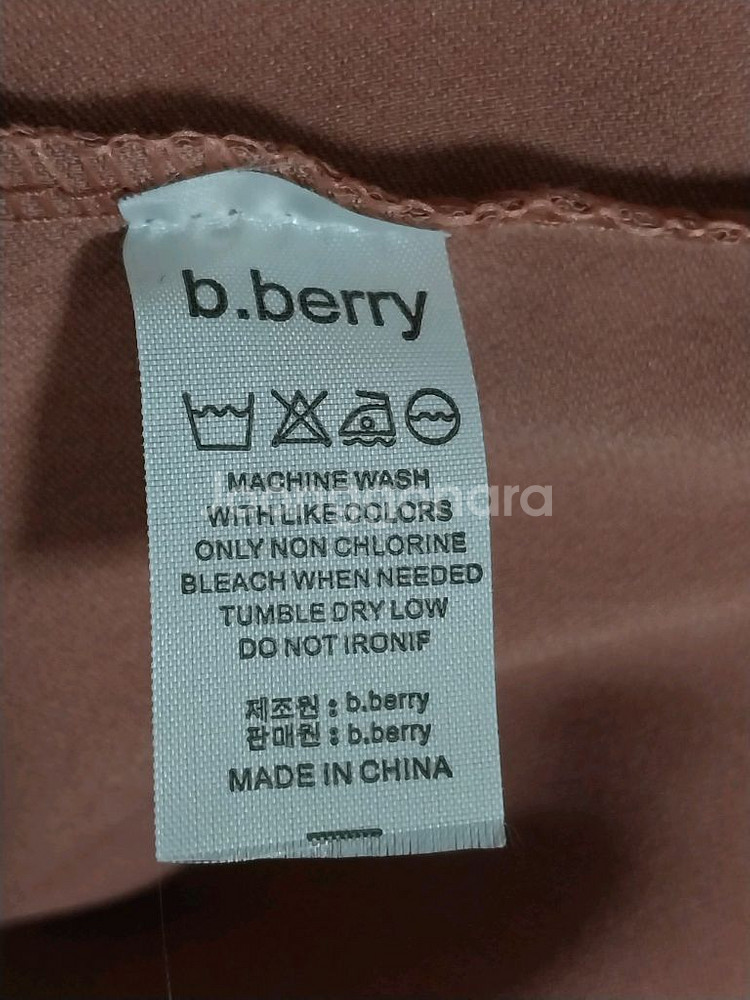 b.berry
MACHINE WASH
WITH LIKE COLORS
ONLY NON CHLORINE
BLEACH WHEN NEEDED
TUMBLE DRY LOW
DO NOT IRONIF
제조원 : b.berry
판매원 : b.berry
MADE IN CHINA